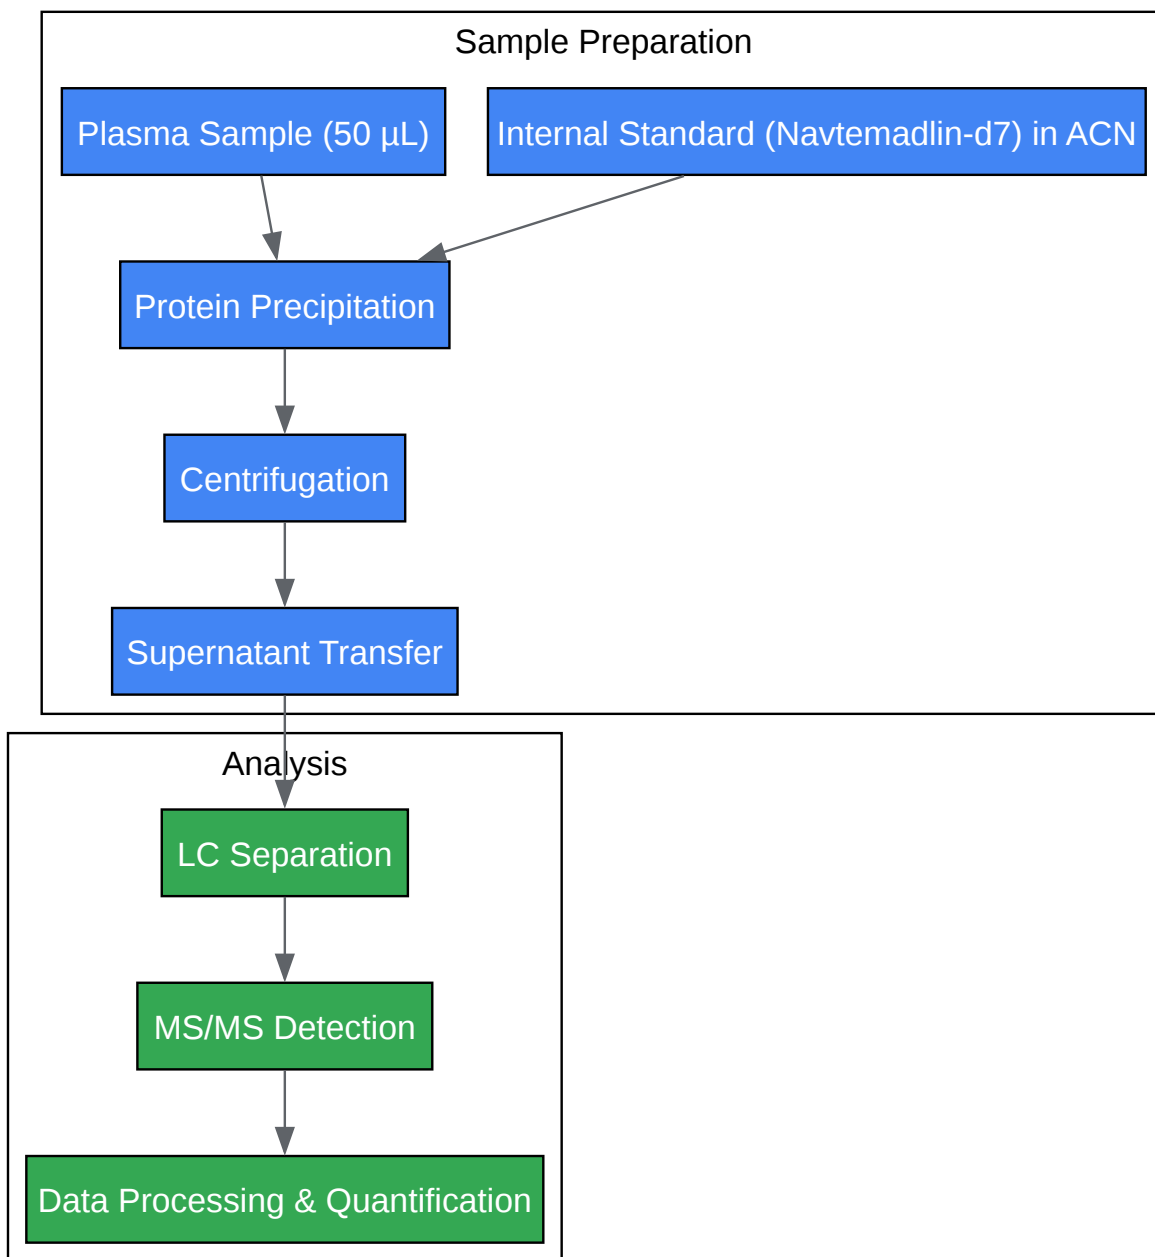 Sample Preparation
Plasma Sample (50 µL)
Internal Standard (Navtemadlin-d7) in ACN
Protein Precipitation
Centrifugation
Supernatant Transfer
Analysis
LC Separation
MS/MS Detection
Data Processing & Quantification